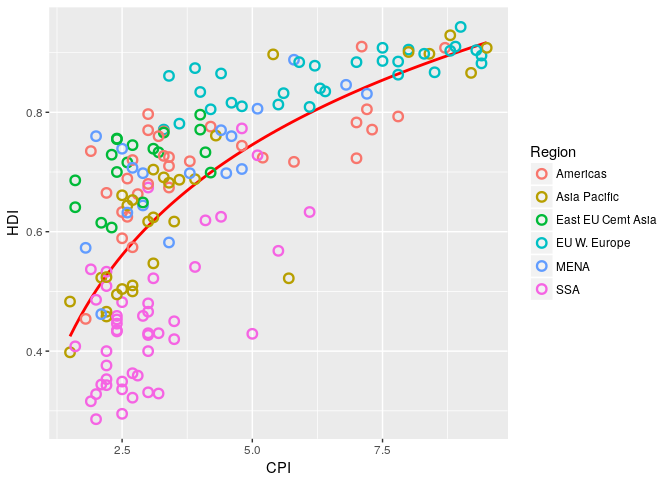 HDI
0.8
0.6
0.4
2.5
5.0
7.5
CPI
Region
Americas
Asia Pacific
East EU Cemt Asia
EU W. Europe
MENA
SSA